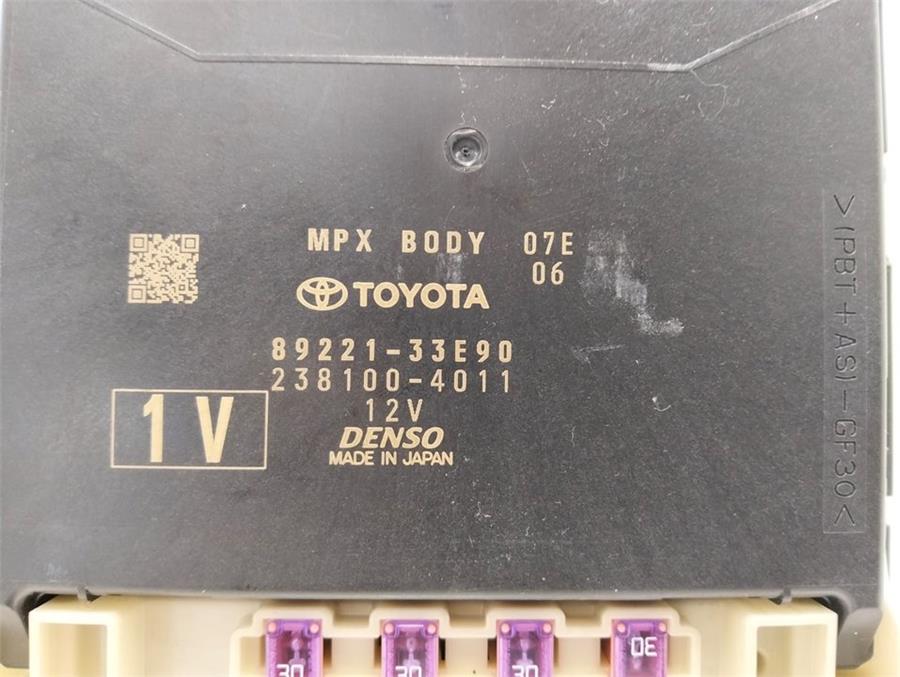 MPX BODY 07E
06
TOYOTA
89221-33E90
238100-4011
12V
1V
DENSO
MADE IN JAPAN
>(PBT+AS)-GF30<
30
30
30
30